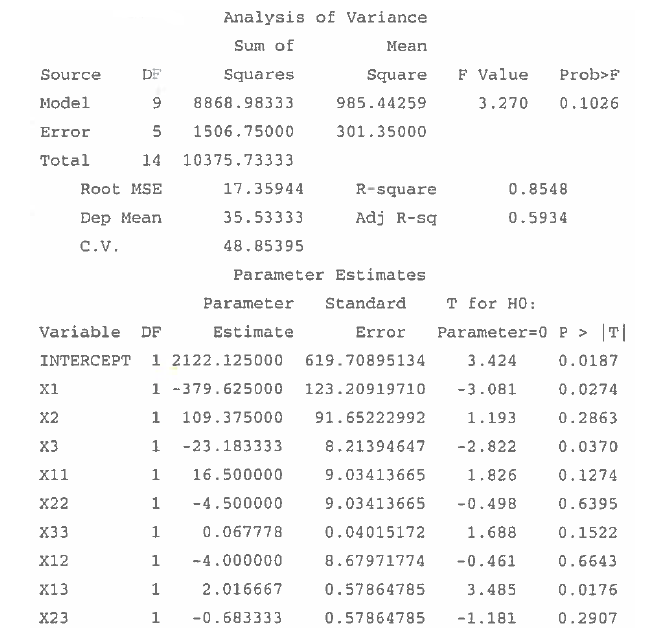 Analysis of Variance
Sum of Mean
Source DF Squares Square F Value Prob>F
Model 9 8868.98333 985.44259 3.270 0.1026
Error 5 1506.75000 301.35000
Total 14 10375.73333
Root MSE 17.35944 R-square 0.8548
Dep Mean 35.53333 Adj R-sq 0.5934
C.V. 48.85395
Parameter Estimates
Parameter Standard T for H0:
Variable DF Estimate Error Parameter=0 P > |T|
INTERCEPT 1 2122.125000 619.70895134 3.424 0.0187
X1 1 -379.625000 123.20919710 -3.081 0.0274
X2 1 109.375000 91.65222992 1.193 0.2863
X3 1 -23.183333 8.21394647 -2.822 0.0370
X11 1 16.500000 9.03413665 1.826 0.1274
X22 1 -4.500000 9.03413665 -0.498 0.6395
X33 1 0.067778 0.04015172 1.688 0.1522
X12 1 -4.000000 8.67971774 -0.461 0.6643
X13 1 2.016667 0.57864785 3.485 0.0176
X23 1 -0.683333 0.57864785 -1.181 0.2907